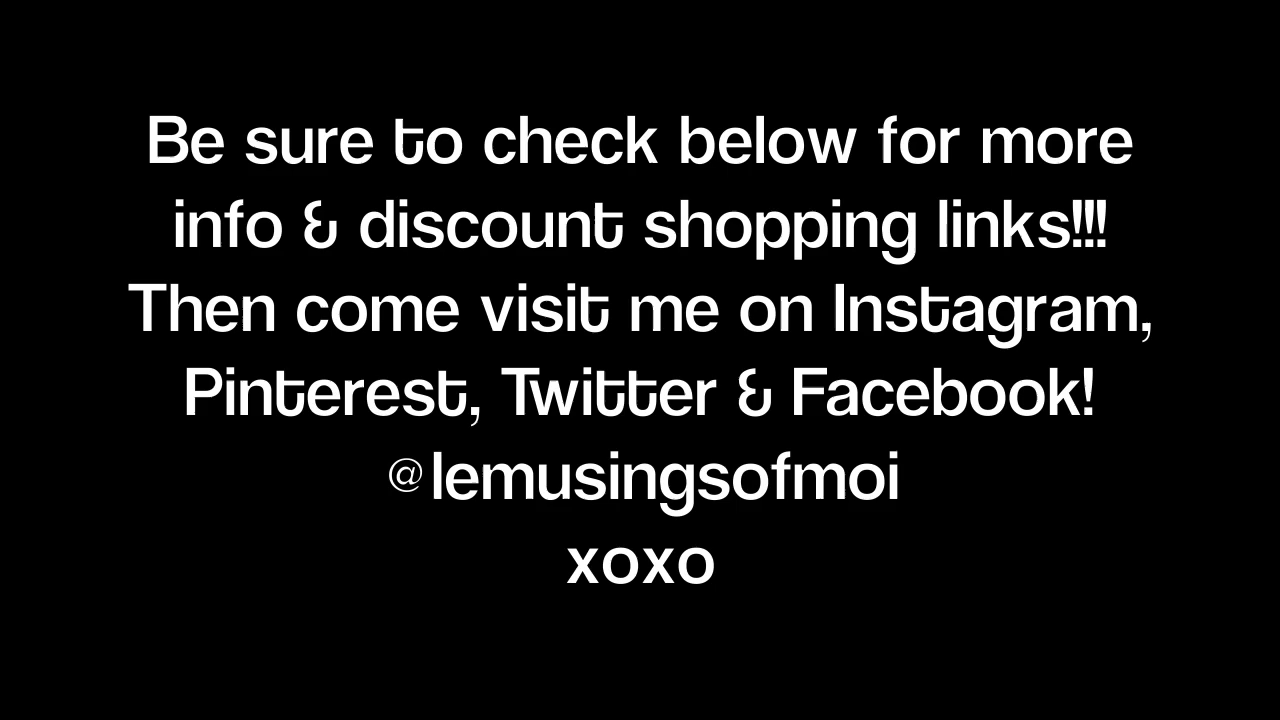 Be sure to check below for more
info & discount shopping links!!!
Then come visit me on Instagram,
Pinterest, Twitter & Facebook!
@lemusingsofmoi
xoxo